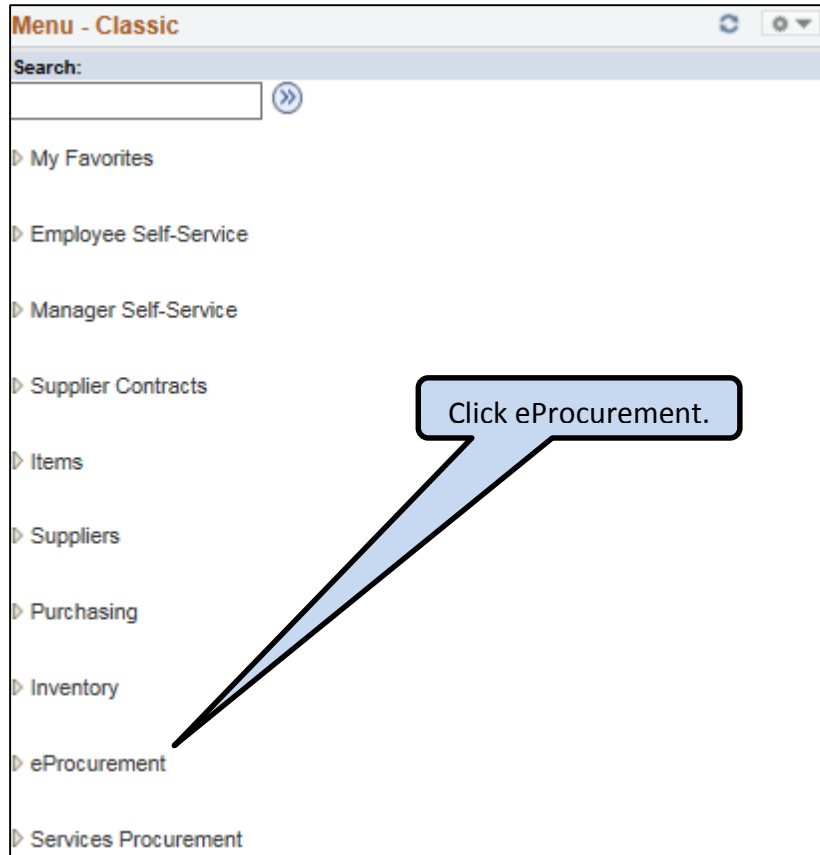 Menu - Classic
Search:
My Favorites
Employee Self-Service
Manager Self-Service
Supplier Contracts
Click eProcurement.
Items
Suppliers
Purchasing
Inventory
eProcurement
Services Procurement